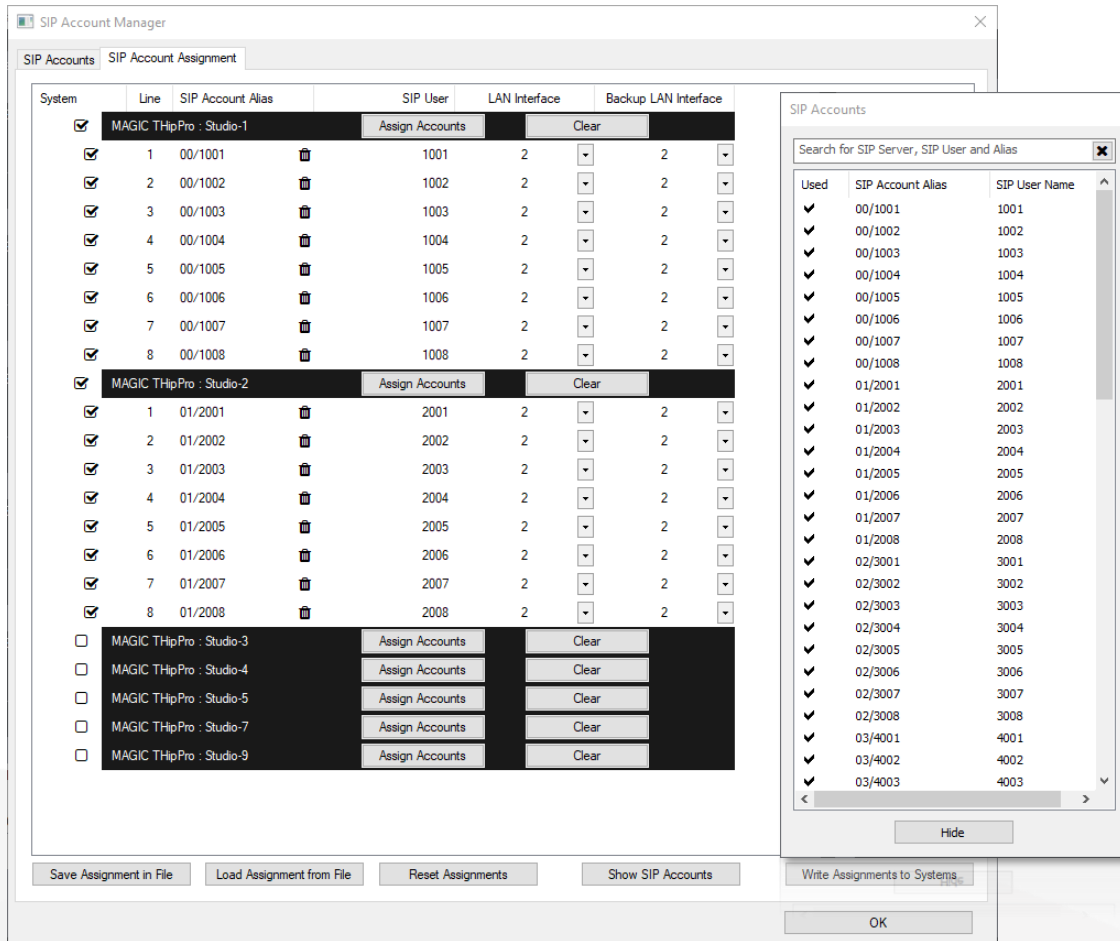 SIP Account Manager
SIP Accounts SIP Account Assignment
System Line SIP Account Alias SIP User LAN Interface Backup LAN Interface
MAGIC THipPro : Studio-1 Assign Accounts Clear
1 00/1001 1001 2 2
2 00/1002 1002 2 2
3 00/1003 1003 2 2
4 00/1004 1004 2 2
5 00/1005 1005 2 2
6 00/1006 1006 2 2
7 00/1007 1007 2 2
8 00/1008 1008 2 2
MAGIC THipPro : Studio-2 Assign Accounts Clear
1 01/2001 2001 2 2
2 01/2002 2002 2 2
3 01/2003 2003 2 2
4 01/2004 2004 2 2
5 01/2005 2005 2 2
6 01/2006 2006 2 2
7 01/2007 2007 2 2
8 01/2008 2008 2 2
MAGIC THipPro : Studio-3 Assign Accounts Clear
MAGIC THipPro : Studio-4 Assign Accounts Clear
MAGIC THipPro : Studio-5 Assign Accounts Clear
MAGIC THipPro : Studio-7 Assign Accounts Clear
MAGIC THipPro : Studio-9 Assign Accounts Clear
Save Assignment in File Load Assignment from File Reset Assignments Show SIP Accounts Write Assignments to Systems
OK
SIP Accounts
Search for SIP Server, SIP User and Alias
Used SIP Account Alias SIP User Name
00/1001 1001
00/1002 1002
00/1003 1003
00/1004 1004
00/1005 1005
00/1006 1006
00/1007 1007
00/1008 1008
01/2001 2001
01/2002 2002
01/2003 2003
01/2004 2004
01/2005 2005
01/2006 2006
01/2007 2007
01/2008 2008
02/3001 3001
02/3002 3002
02/3003 3003
02/3004 3004
02/3005 3005
02/3006 3006
02/3007 3007
02/3008 3008
03/4001 4001
03/4002 4002
03/4003 4003
Hide